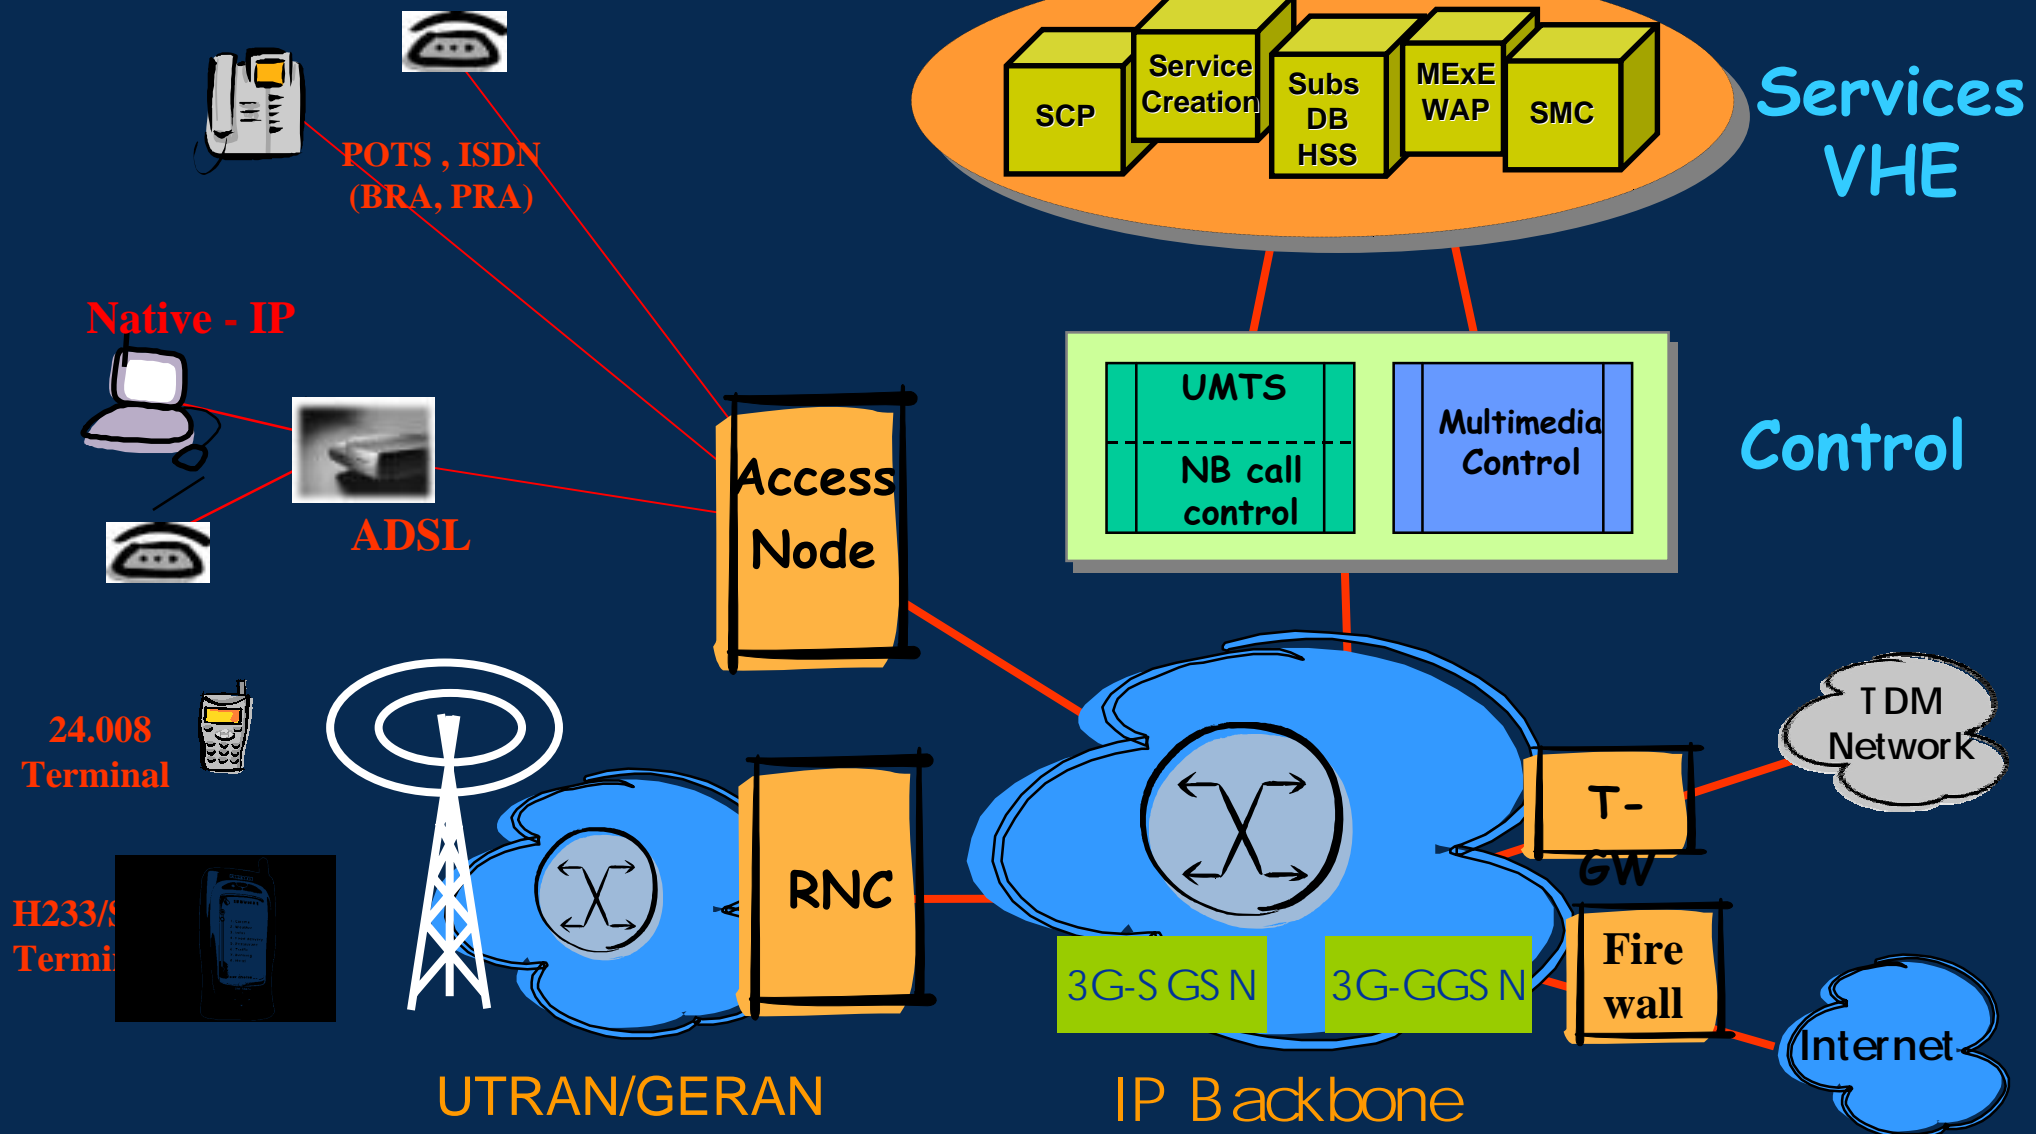 SCP
Service
Creation
Subs
DB
HSS
MExE
WAP
SMC
Services
VHE
POTS , ISDN
(BRA, PRA)
Native - IP
ADSL
Access
Node
UMTS
NB call
control
Multimedia
Control
Control
24.008
Terminal
RNC
T-
GW
TDM
Network
H233/
3G-SGSN
3G-GGSN
Fire
wall
Internet
UTRAN/GERAN
IP Backbone